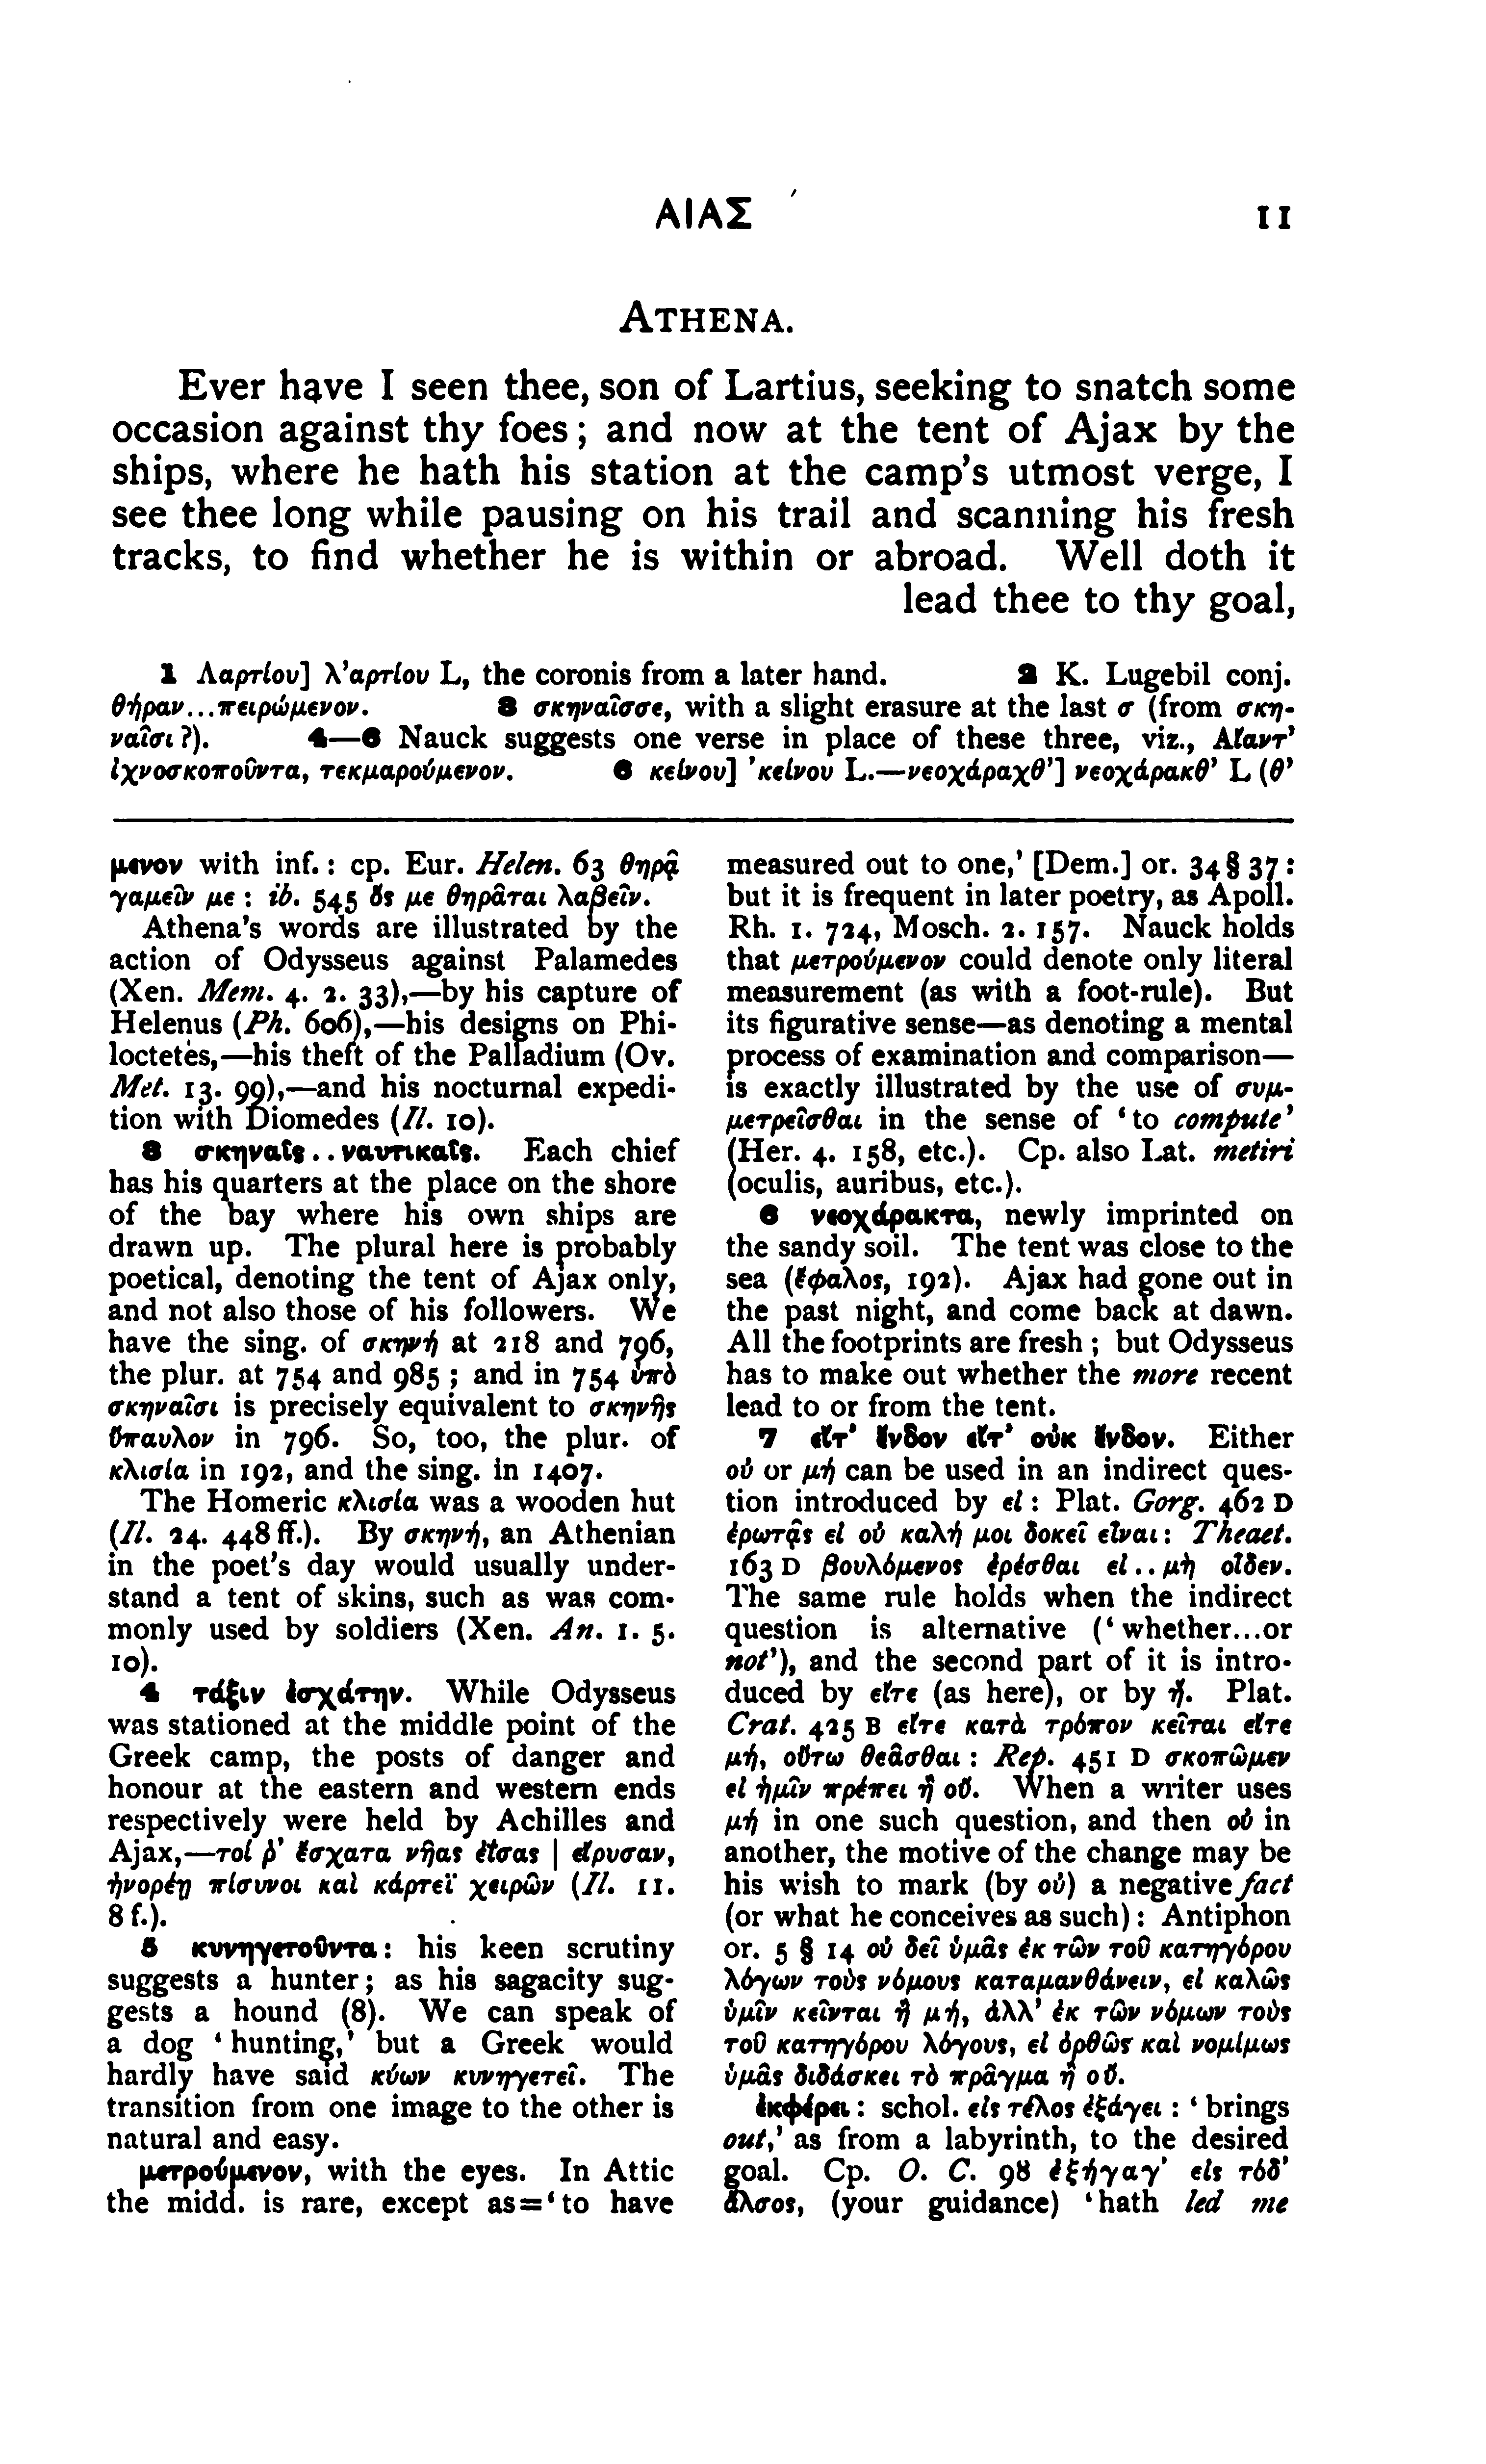 ΑΙΑΣ 11
ATHENA.
Ever have I seen thee, son of Lartius, seeking to snatch some
occasion against thy foes; and now at the tent of Ajax by the
ships, where he hath his station at the camp's utmost verge, I
see thee long while pausing on his trail and scanning his fresh
tracks, to find whether he is within or abroad. Well doth it
lead thee to thy goal,
1 Λαρτίου] λ'αρτίου L, the coronis from a later hand. 2 K. Lugebil conj.
θήραν...πειρώμενον. 3 σκηναῖσσε, with a slight erasure at the last σ (from σκη-
ναῖσι?). 4—6 Nauck suggests one verse in place of these three, viz., Αἴαντ'
ἰχνοσκοποῦντα, τεκμαρούμενον. 6 κείνου] 'κείνου L.—νεοχάραχθ'] νεοχάρακθ' L (θ'
μενον with inf.: cp. Eur. Helen. 63 θηρᾷ
γαμεῖν με: ib. 545 ὅς με θηρᾶται λαβεῖν.
Athena's words are illustrated by the
action of Odysseus against Palamedes
(Xen. Mem. 4. 2. 33),—by his capture of
Helenus (Ph. 606),—his designs on Phi-
loctetès,—his theft of the Palladium (Ov.
Met. 13. 99),—and his nocturnal expedi-
tion with Diomedes (Il. 10).
3 σκηναῖς..ναυτικαῖς. Each chief
has his quarters at the place on the shore
of the bay where his own ships are
drawn up. The plural here is probably
poetical, denoting the tent of Ajax only,
and not also those of his followers. We
have the sing. of σκηνή at 218 and 796,
the plur. at 754 and 985; and in 754 ὑπὸ
σκηναῖσι is precisely equivalent to σκηνῆς
ὕπαυλον in 796. So, too, the plur. of
κλισία in 192, and the sing. in 1407.
The Homeric κλισία was a wooden hut
(Il. 24. 448 ff.). By σκηνή, an Athenian
in the poet's day would usually under-
stand a tent of skins, such as was com-
monly used by soldiers (Xen. An. 1. 5.
10).
4 τάξιν ἐσχάτην. While Odysseus
was stationed at the middle point of the
Greek camp, the posts of danger and
honour at the eastern and western ends
respectively were held by Achilles and
Ajax,—τοί ῥ' ἔσχατα νῆας ἐΐσας | εἴρυσαν,
ἠνορέῃ πίσυνοι καὶ κάρτεϊ χειρῶν (Il. 11.
8 f.).
5 κυνηγετοῦντα: his keen scrutiny
suggests a hunter; as his sagacity sug-
gests a hound (8). We can speak of
a dog 'hunting,' but a Greek would
hardly have said κύων κυνηγετεῖ. The
transition from one image to the other is
natural and easy.
μετρούμενον, with the eyes. In Attic
the midd. is rare, except as='to have
measured out to one,' [Dem.] or. 34 § 37:
but it is frequent in later poetry, as Apoll.
Rh. 1. 724, Mosch. 2. 157. Nauck holds
that μετρούμενον could denote only literal
measurement (as with a foot-rule). But
its figurative sense—as denoting a mental
process of examination and comparison—
is exactly illustrated by the use of συμ-
μετρεῖσθαι in the sense of 'to compute'
(Her. 4. 158, etc.). Cp. also Lat. metiri
(oculis, auribus, etc.).
6 νεοχάρακτα, newly imprinted on
the sandy soil. The tent was close to the
sea (ἔφαλος, 192). Ajax had gone out in
the past night, and come back at dawn.
All the footprints are fresh; but Odysseus
has to make out whether the more recent
lead to or from the tent.
7 εἴτ' ἔνδον εἴτ' οὐκ ἔνδον. Either
οὐ or μή can be used in an indirect ques-
tion introduced by εἰ: Plat. Gorg. 462 D
ἐρωτᾷς εἰ οὐ καλή μοι δοκεῖ εἶναι: Theaet.
163 D βουλόμενος ἐρέσθαι εἰ..μὴ οἶδεν.
The same rule holds when the indirect
question is alternative ('whether...or
not'), and the second part of it is intro-
duced by εἴτε (as here), or by ἤ. Plat.
Crat. 425 B εἴτε κατὰ τρόπον κεῖται εἴτε
μή, οὕτω θεᾶσθαι: Rep. 451 D σκοπῶμεν
εἰ ἡμῖν πρέπει ἢ οὔ. When a writer uses
μή in one such question, and then οὐ in
another, the motive of the change may be
his wish to mark (by οὐ) a negative fact
(or what he conceives as such): Antiphon
or. 5 § 14 οὐ δεῖ ὑμᾶς ἐκ τῶν τοῦ κατηγόρου
λόγων τοὺς νόμους καταμανθάνειν, εἰ καλῶς
ὑμῖν κεῖνται ἢ μή, ἀλλ' ἐκ τῶν νόμων τοὺς
τοῦ κατηγόρου λόγους, εἰ ὀρθῶς καὶ νομίμως
ὑμᾶς διδάσκει τὸ πρᾶγμα ἢ οὔ.
ἐκφέρει: schol. εἰς τέλος ἐξάγει: 'brings
out,' as from a labyrinth, to the desired
goal. Cp. O. C. 98 ἐξήγαγ' εἰς τόδ'
ἄλσος, (your guidance) 'hath led me